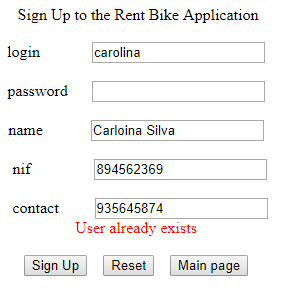 Sign Up to the Rent Bike Application
login carolina
password
name Carloina Silva
nif 894562369
contact 935645874
User already exists
Sign Up Reset Main page